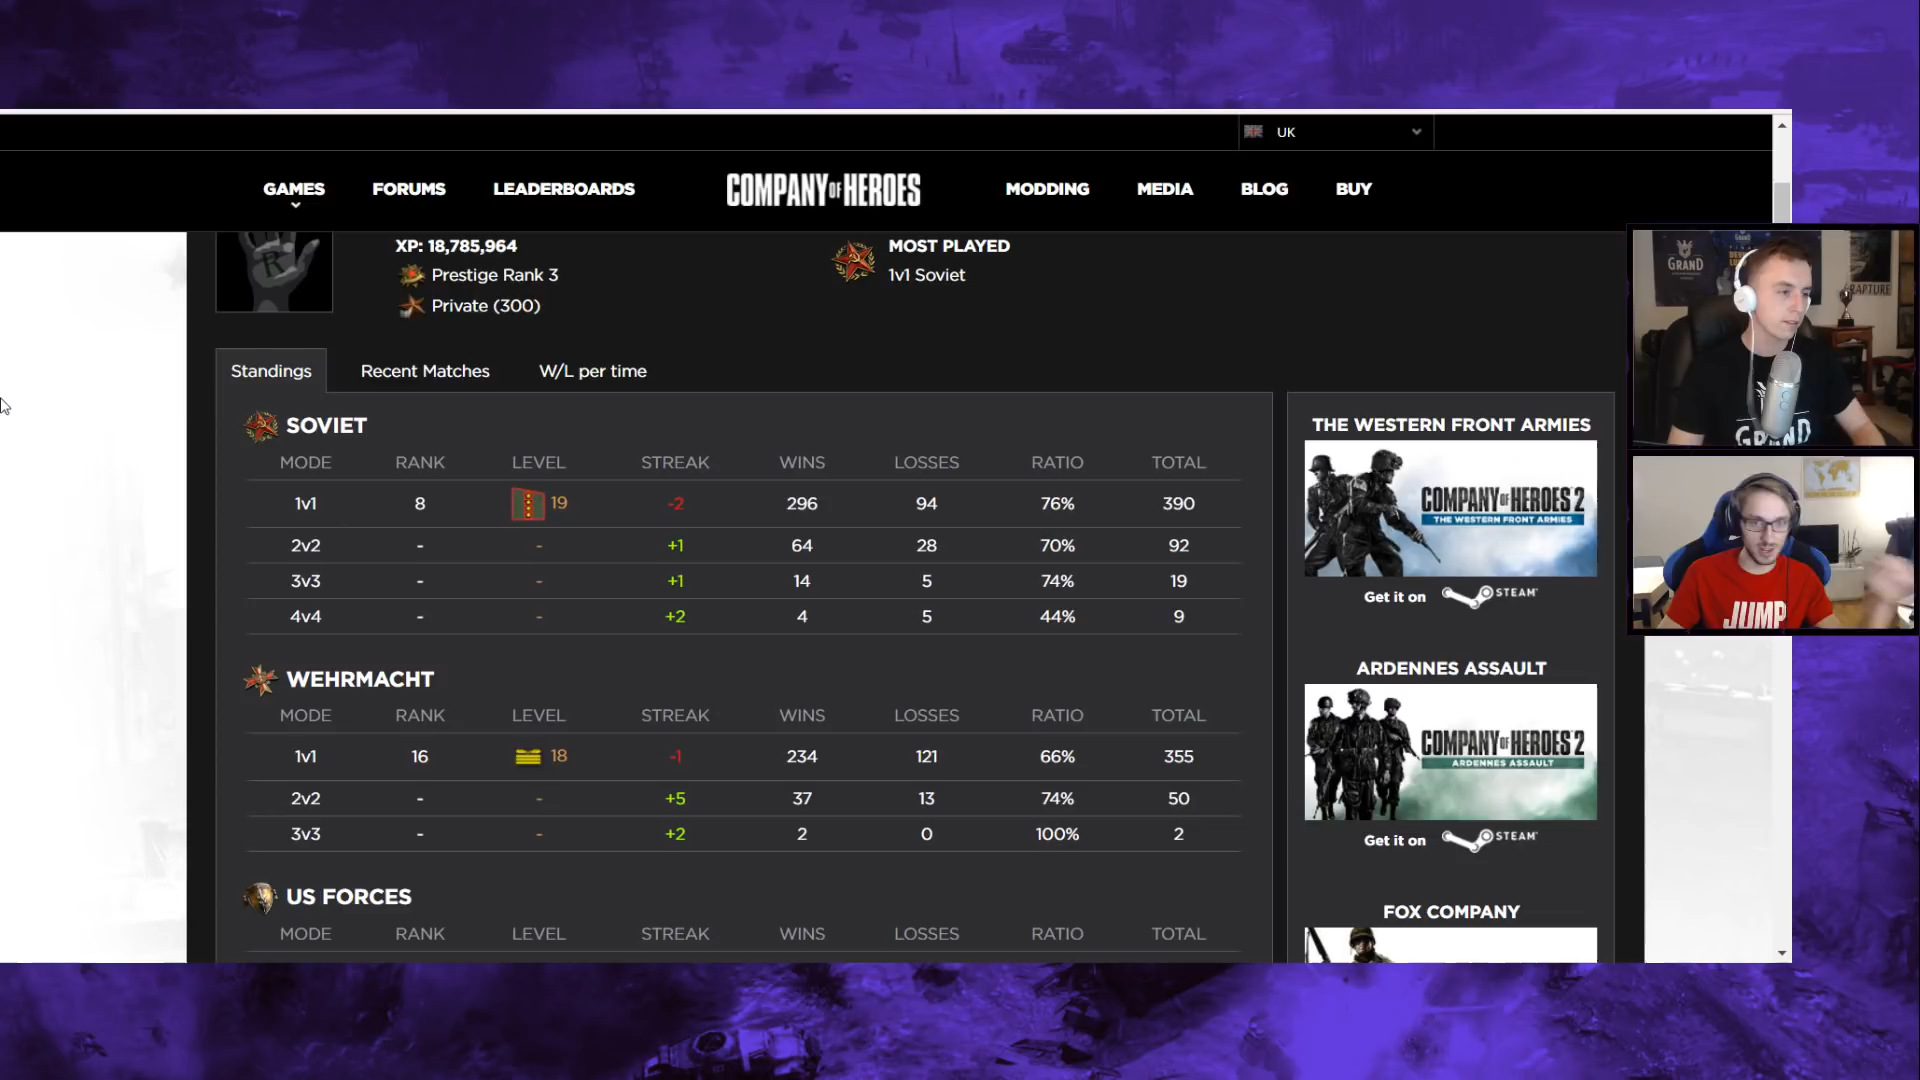 UK
GAMES FORUMS LEADERBOARDS COMPANY OF HEROES MODDING MEDIA BLOG BUY
XP: 18,785,964
Prestige Rank 3
Private (300)
MOST PLAYED
1v1 Soviet
Standings Recent Matches W/L per time
SOVIET
MODE RANK LEVEL STREAK WINS LOSSES RATIO TOTAL
1v1 8 19 -2 296 94 76% 390
2v2 - - +1 64 28 70% 92
3v3 - - +1 14 5 74% 19
4v4 - - +2 4 5 44% 9
WEHRMACHT
MODE RANK LEVEL STREAK WINS LOSSES RATIO TOTAL
1v1 16 18 -1 234 121 66% 355
2v2 - - +5 37 13 74% 50
3v3 - - +2 2 0 100% 2
US FORCES
MODE RANK LEVEL STREAK WINS LOSSES RATIO TOTAL
THE WESTERN FRONT ARMIES
COMPANY OF HEROES 2
THE WESTERN FRONT ARMIES
Get it on STEAM
ARDENNES ASSAULT
COMPANY OF HEROES 2
ARDENNES ASSAULT
Get it on STEAM
FOX COMPANY
R
GRAND
RAPTURE
GRAND
JUMP